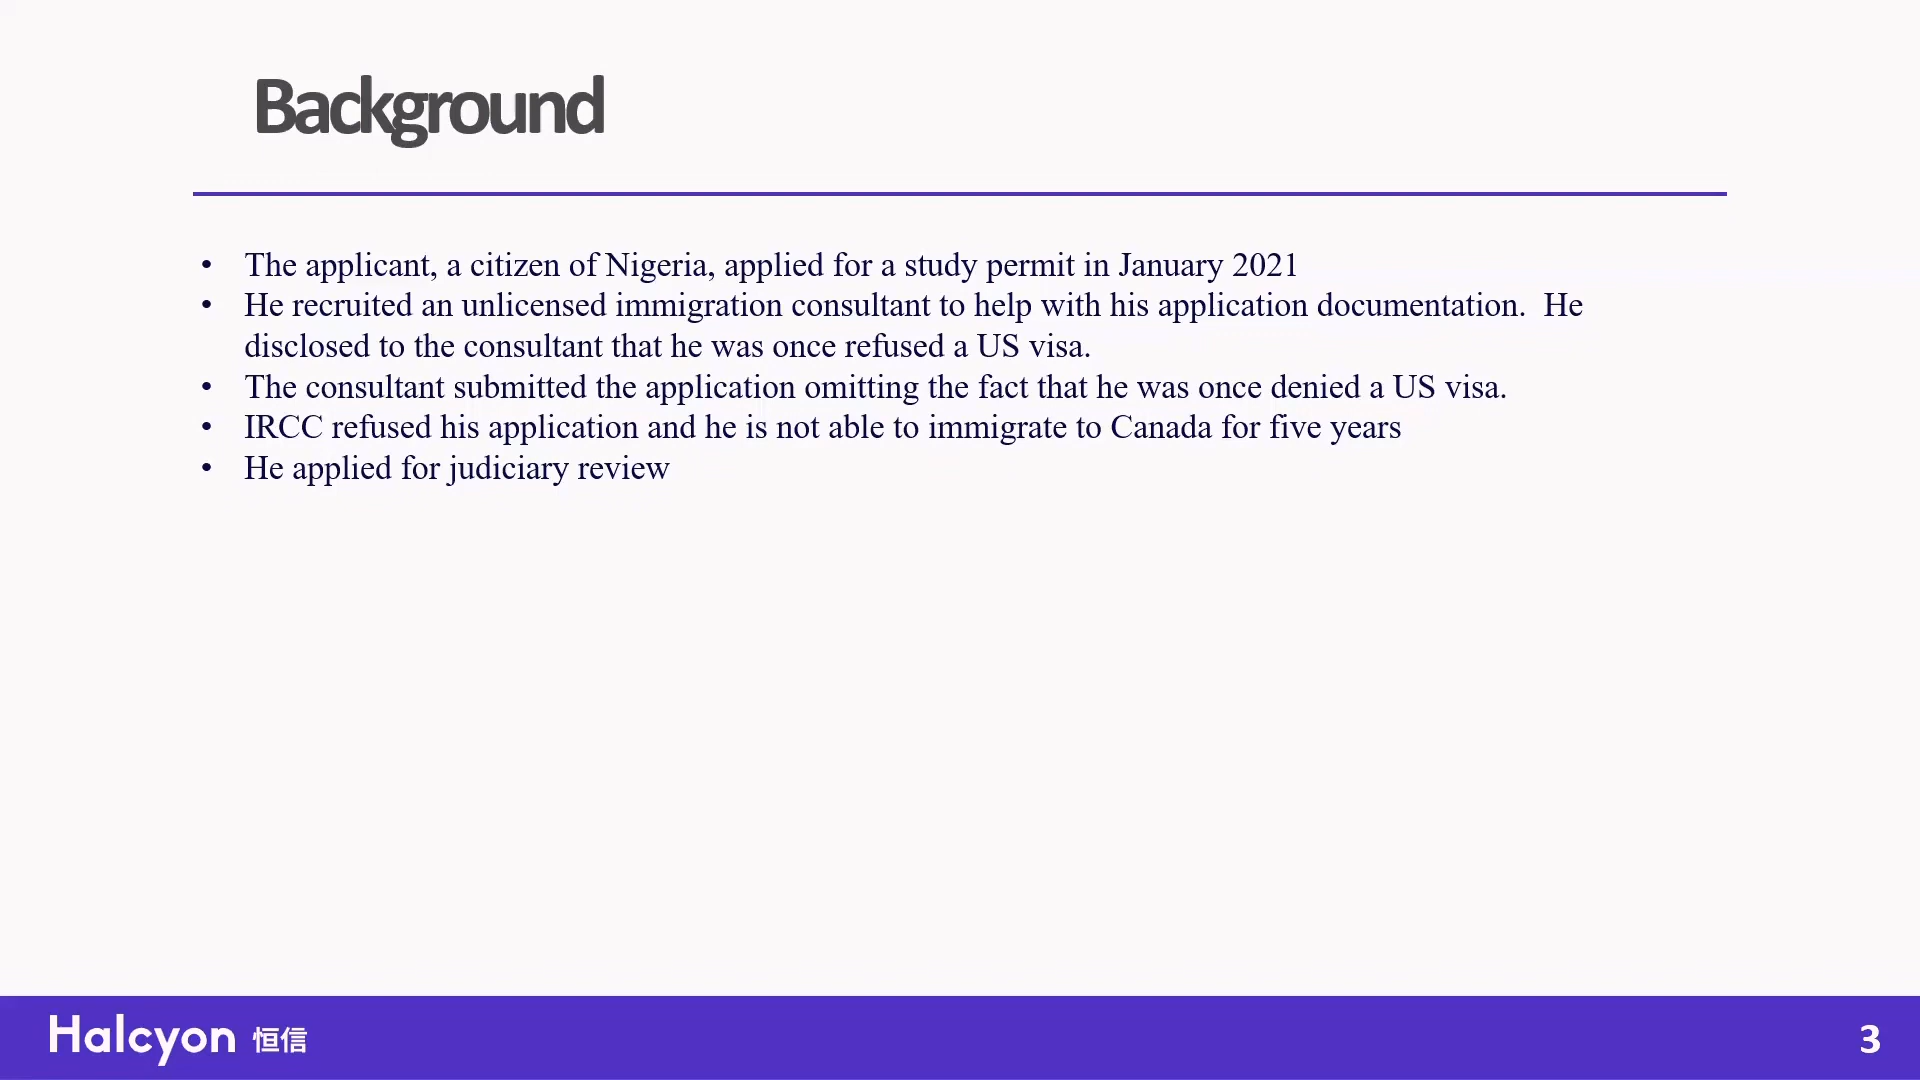 Background
• The applicant, a citizen of Nigeria, applied for a study permit in January 2021
• He recruited an unlicensed immigration consultant to help with his application documentation.  He
disclosed to the consultant that he was once refused a US visa.
• The consultant submitted the application omitting the fact that he was once denied a US visa.
• IRCC refused his application and he is not able to immigrate to Canada for five years
• He applied for judiciary review
Halcyon 恒信
3